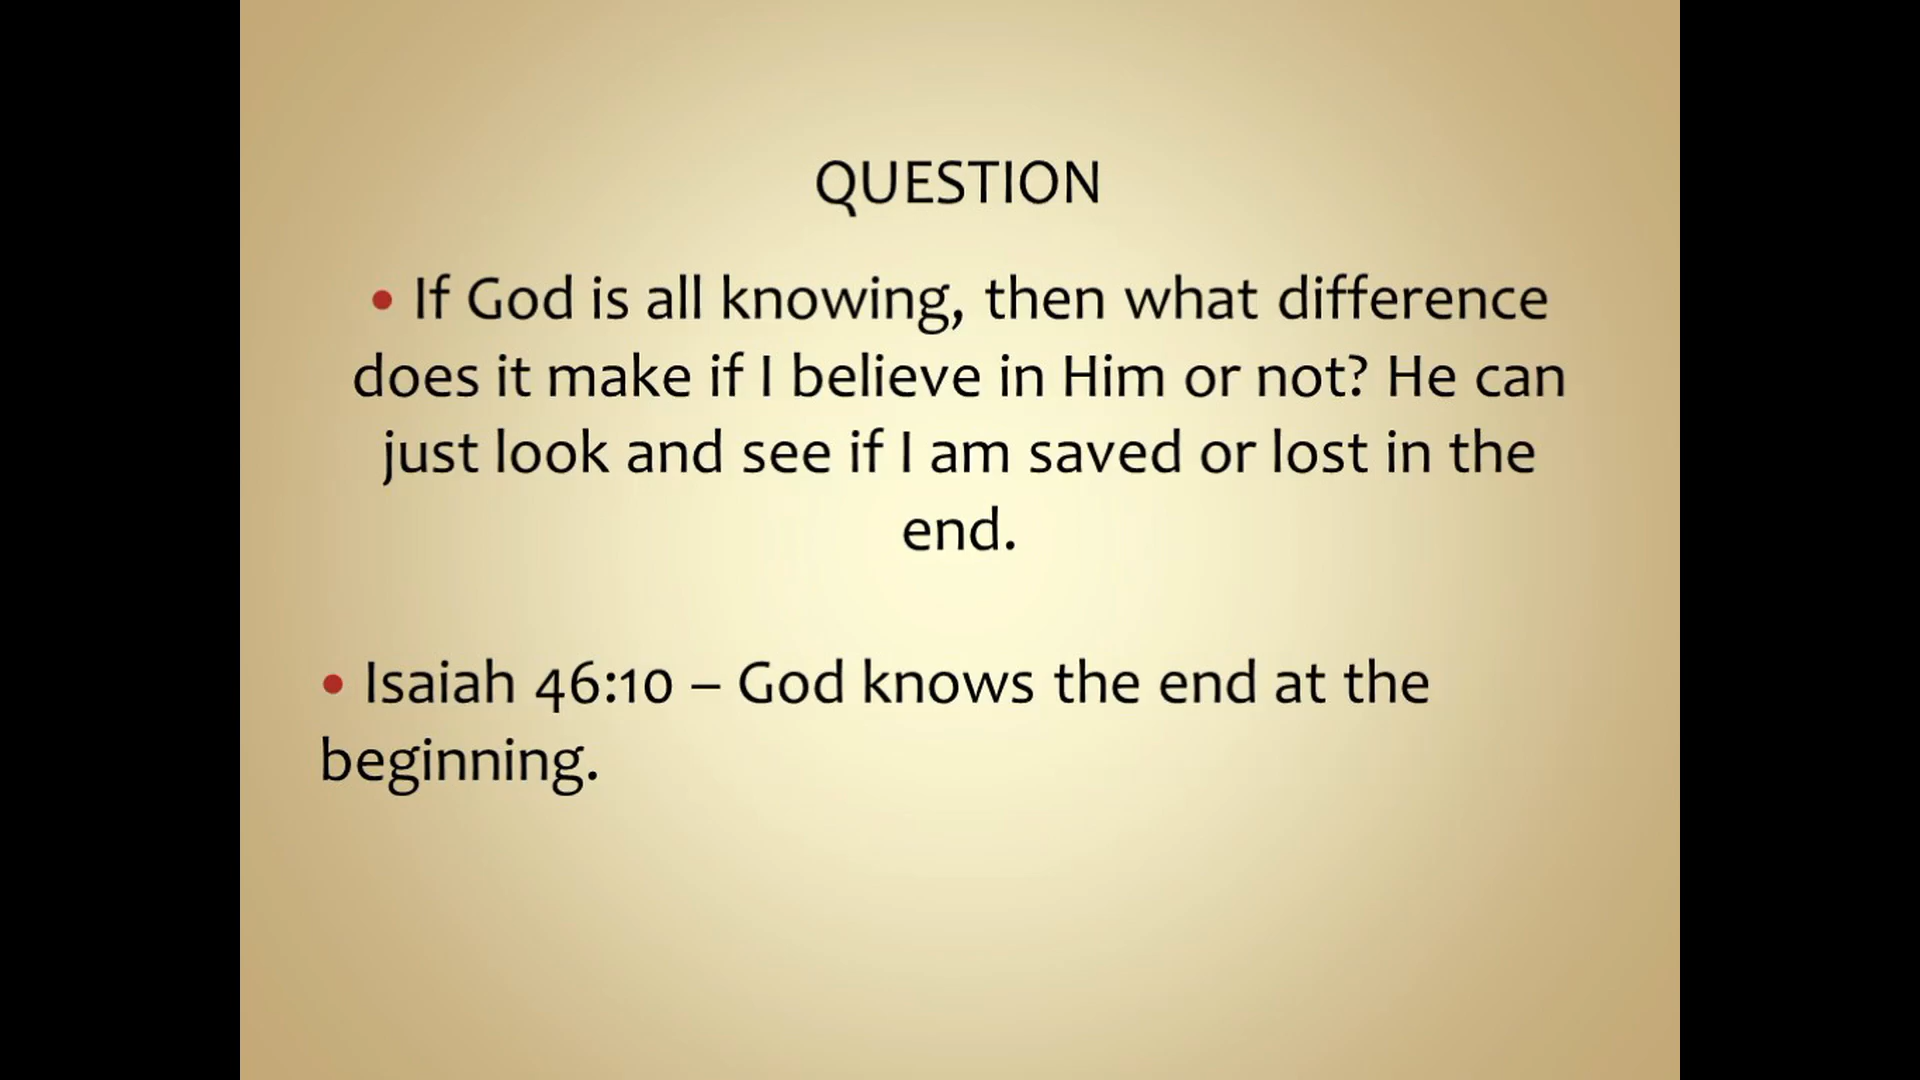 QUESTION
• If God is all knowing, then what difference
does it make if I believe in Him or not? He can
just look and see if I am saved or lost in the
end.
• Isaiah 46:10 – God knows the end at the
beginning.